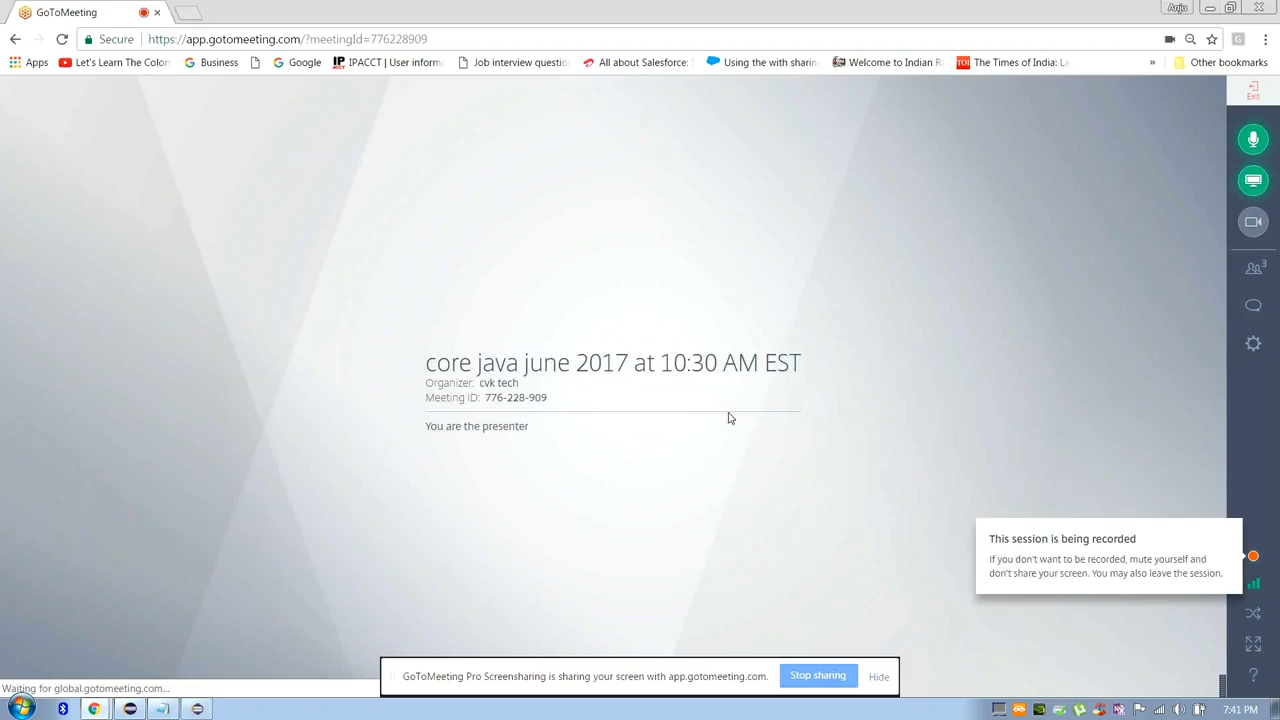 GoToMeeting
Anju
Secure https://app.gotomeeting.com/?meetingId=776228909
Apps Let's Learn The Color Business Google IPACCT | User inform Job interview questio All about Salesforce: Using the with sharin Welcome to Indian R The Times of India: La » Other bookmarks
Exit
3
core java june 2017 at 10:30 AM EST
Organizer: cvk tech
Meeting ID: 776-228-909
You are the presenter
This session is being recorded
If you don't want to be recorded, mute yourself and
don't share your screen. You may also leave the session.
GoToMeeting Pro Screensharing is sharing your screen with app.gotomeeting.com. Stop sharing Hide
Waiting for global.gotomeeting.com...
7:41 PM